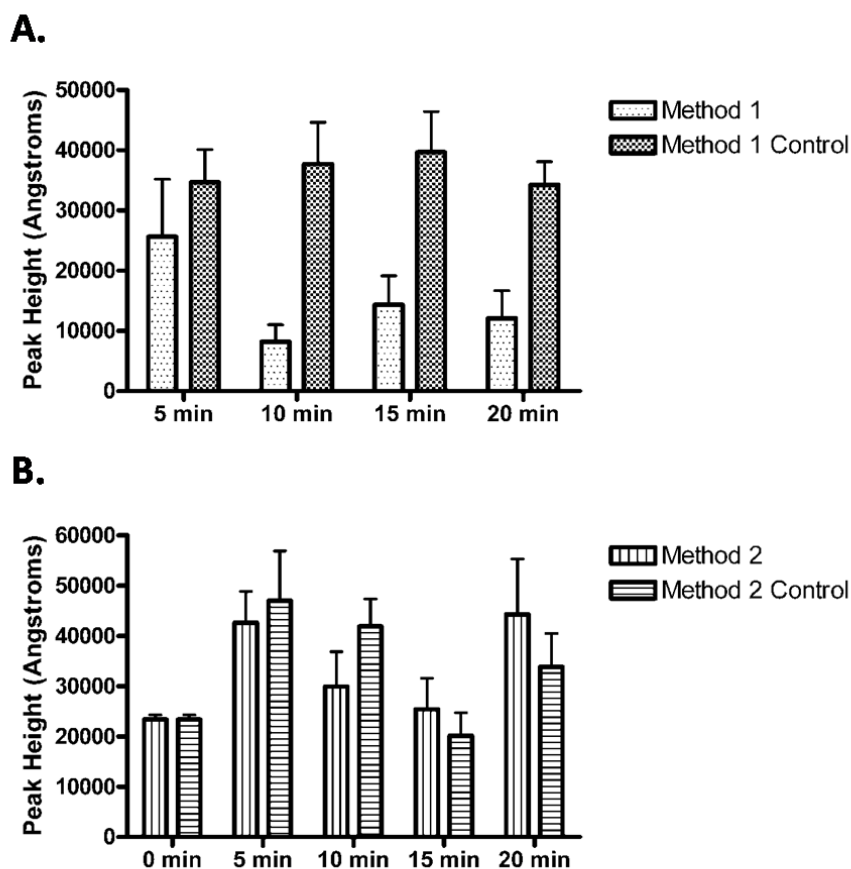 A.
Peak Height (Angstroms)
50000
40000
30000
20000
10000
0
5 min
10 min
15 min
20 min
Method 1
Method 1 Control
B.
Peak Height (Angstroms)
60000
50000
40000
30000
20000
10000
0
0 min
5 min
10 min
15 min
20 min
Method 2
Method 2 Control